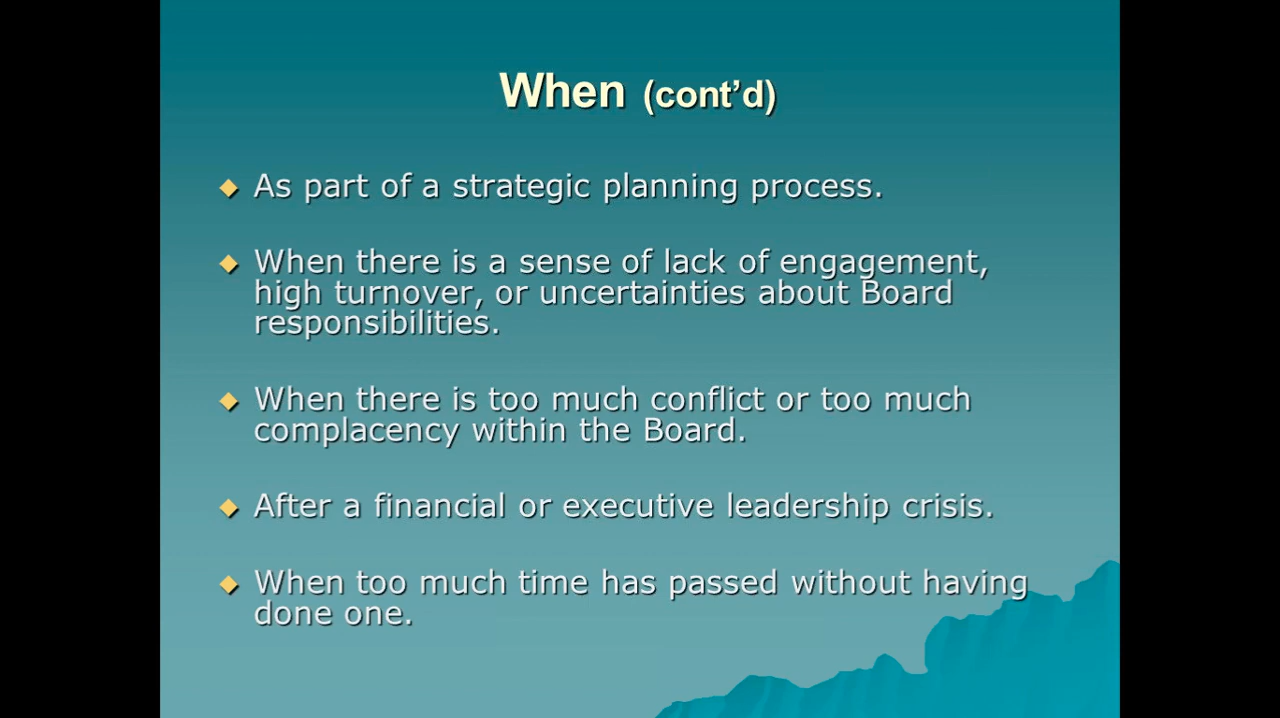 When (cont’d)
As part of a strategic planning process.
When there is a sense of lack of engagement,
high turnover, or uncertainties about Board
responsibilities.
When there is too much conflict or too much
complacency within the Board.
After a financial or executive leadership crisis.
When too much time has passed without having
done one.